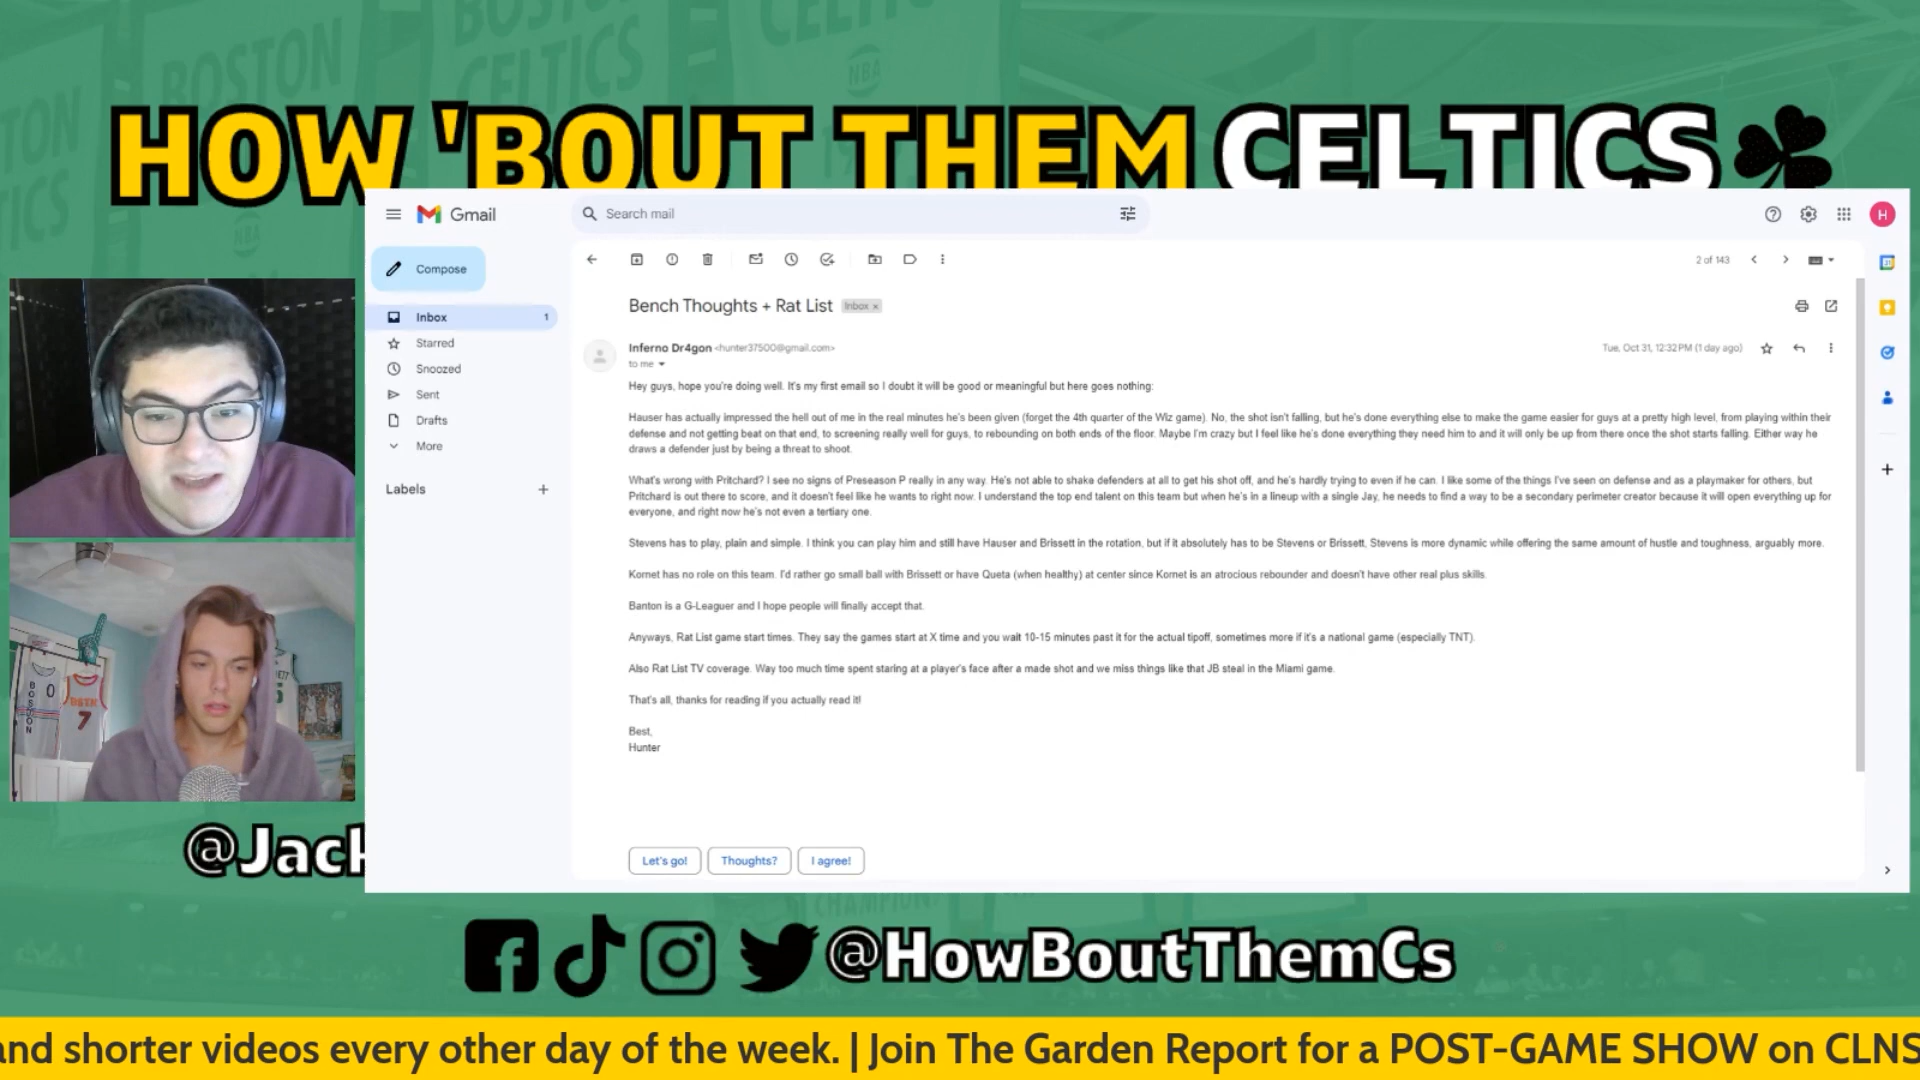 HOW 'BOUT THEM CELTICS
Gmail
Search mail
H
Compose
2 of 143
Inbox 1
Starred
Snoozed
Sent
Drafts
More
Labels
Bench Thoughts + Rat List Inbox x
Inferno Dr4gon <hunter37500@gmail.com>
Tue, Oct 31, 12:32 PM (1 day ago)
to me
Hey guys, hope you're doing well. It's my first email so I doubt it will be good or meaningful but here goes nothing:
Hauser has actually impressed the hell out of me in the real minutes he's been given (forget the 4th quarter of the Wiz game). No, the shot isn't falling, but he's done everything else to make the game easier for guys at a pretty high level, from playing within their
defense and not getting beat on that end, to screening really well for guys, to rebounding on both ends of the floor. Maybe I'm crazy but I feel like he's done everything they need him to and it will only be up from there once the shot starts falling. Either way he
draws a defender just by being a threat to shoot.
What's wrong with Pritchard? I see no signs of Preseason P really in any way. He's not able to shake defenders at all to get his shot off, and he's hardly trying to even if he can. I like some of the things I've seen on defense and as a playmaker for others, but
Pritchard is out there to score, and it doesn't feel like he wants to right now. I understand the top end talent on this team but when he's in a lineup with a single Jay, he needs to find a way to be a secondary perimeter creator because it will open everything up for
everyone, and right now he's not even a tertiary one.
Stevens has to play, plain and simple. I think you can play him and still have Hauser and Brissett in the rotation, but if it absolutely has to be Stevens or Brissett, Stevens is more dynamic while offering the same amount of hustle and toughness, arguably more.
Kornet has no role on this team. I'd rather go small ball with Brissett or have Queta (when healthy) at center since Kornet is an atrocious rebounder and doesn't have other real plus skills.
Banton is a G-Leaguer and I hope people will finally accept that.
Anyways, Rat List game start times. They say the games start at X time and you wait 10-15 minutes past it for the actual tipoff, sometimes more if it's a national game (especially TNT).
Also Rat List TV coverage. Way too much time spent staring at a player's face after a made shot and we miss things like that JB steal in the Miami game.
That's all, thanks for reading if you actually read it!
Best,
Hunter
Let's go! Thoughts? I agree!
@Jack
@HowBoutThemCs
and shorter videos every other day of the week. | Join The Garden Report for a POST-GAME SHOW on CLNS
BOSTON
CELTICS
NBA
BOSTON
0
BSTN
7